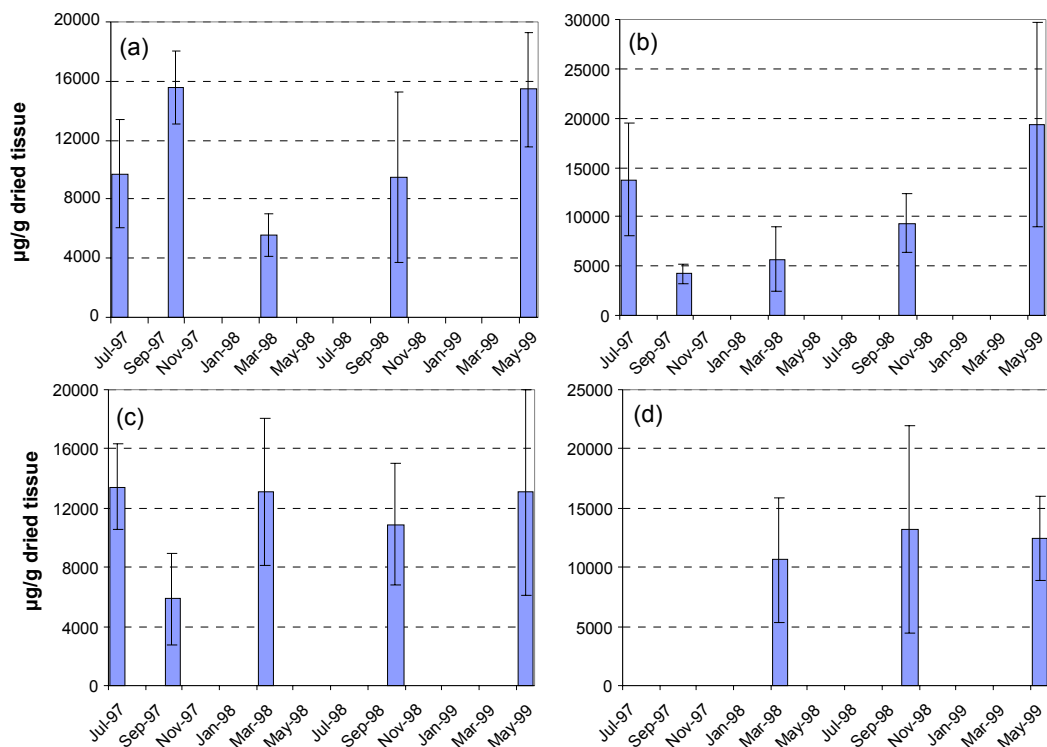 (a)
20000
16000
12000
8000
4000
0
µg/g dried tissue
Jul-97 Sep-97 Nov-97 Jan-98 Mar-98 May-98 Jul-98 Sep-98 Nov-98 Jan-99 Mar-99 May-99
(b)
30000
25000
20000
15000
10000
5000
0
Jul-97 Sep-97 Nov-97 Jan-98 Mar-98 May-98 Jul-98 Sep-98 Nov-98 Jan-99 Mar-99 May-99
(c)
20000
16000
12000
8000
4000
0
µg/g dried tissue
Jul-97 Sep-97 Nov-97 Jan-98 Mar-98 May-98 Jul-98 Sep-98 Nov-98 Jan-99 Mar-99 May-99
(d)
25000
20000
15000
10000
5000
0
Jul-97 Sep-97 Nov-97 Jan-98 Mar-98 May-98 Jul-98 Sep-98 Nov-98 Jan-99 Mar-99 May-99